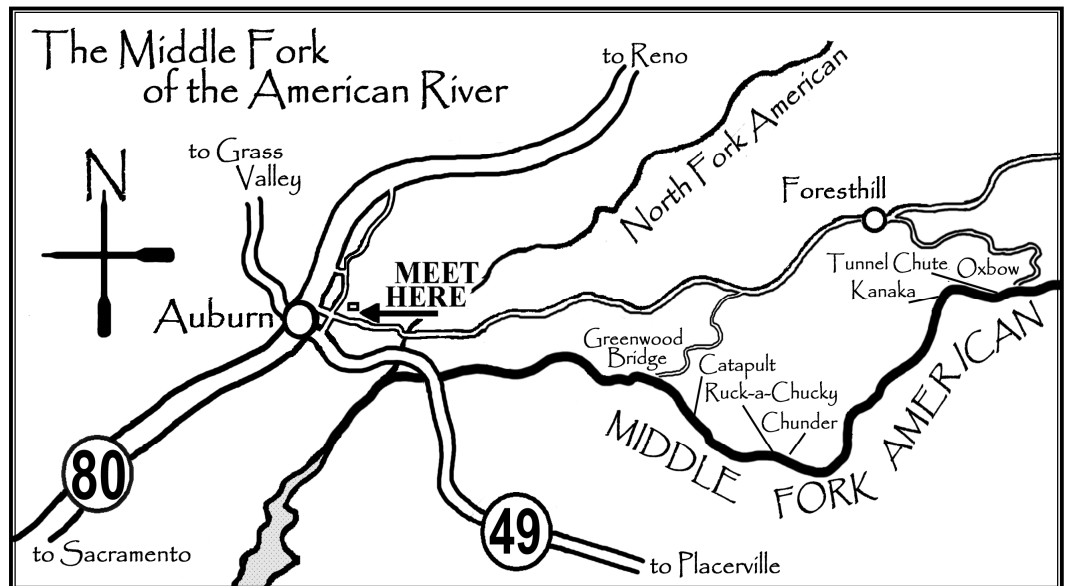 The Middle Fork
of the American River
to Reno
to Grass
Valley
N
North Fork American
Foresthill
Tunnel Chute
Oxbow
Kanaka
MEET
HERE
Auburn
Greenwood
Bridge
Catapult
Ruck-a-Chucky
Chunder
MIDDLE FORK AMERICAN
80
49
to Sacramento
to Placerville